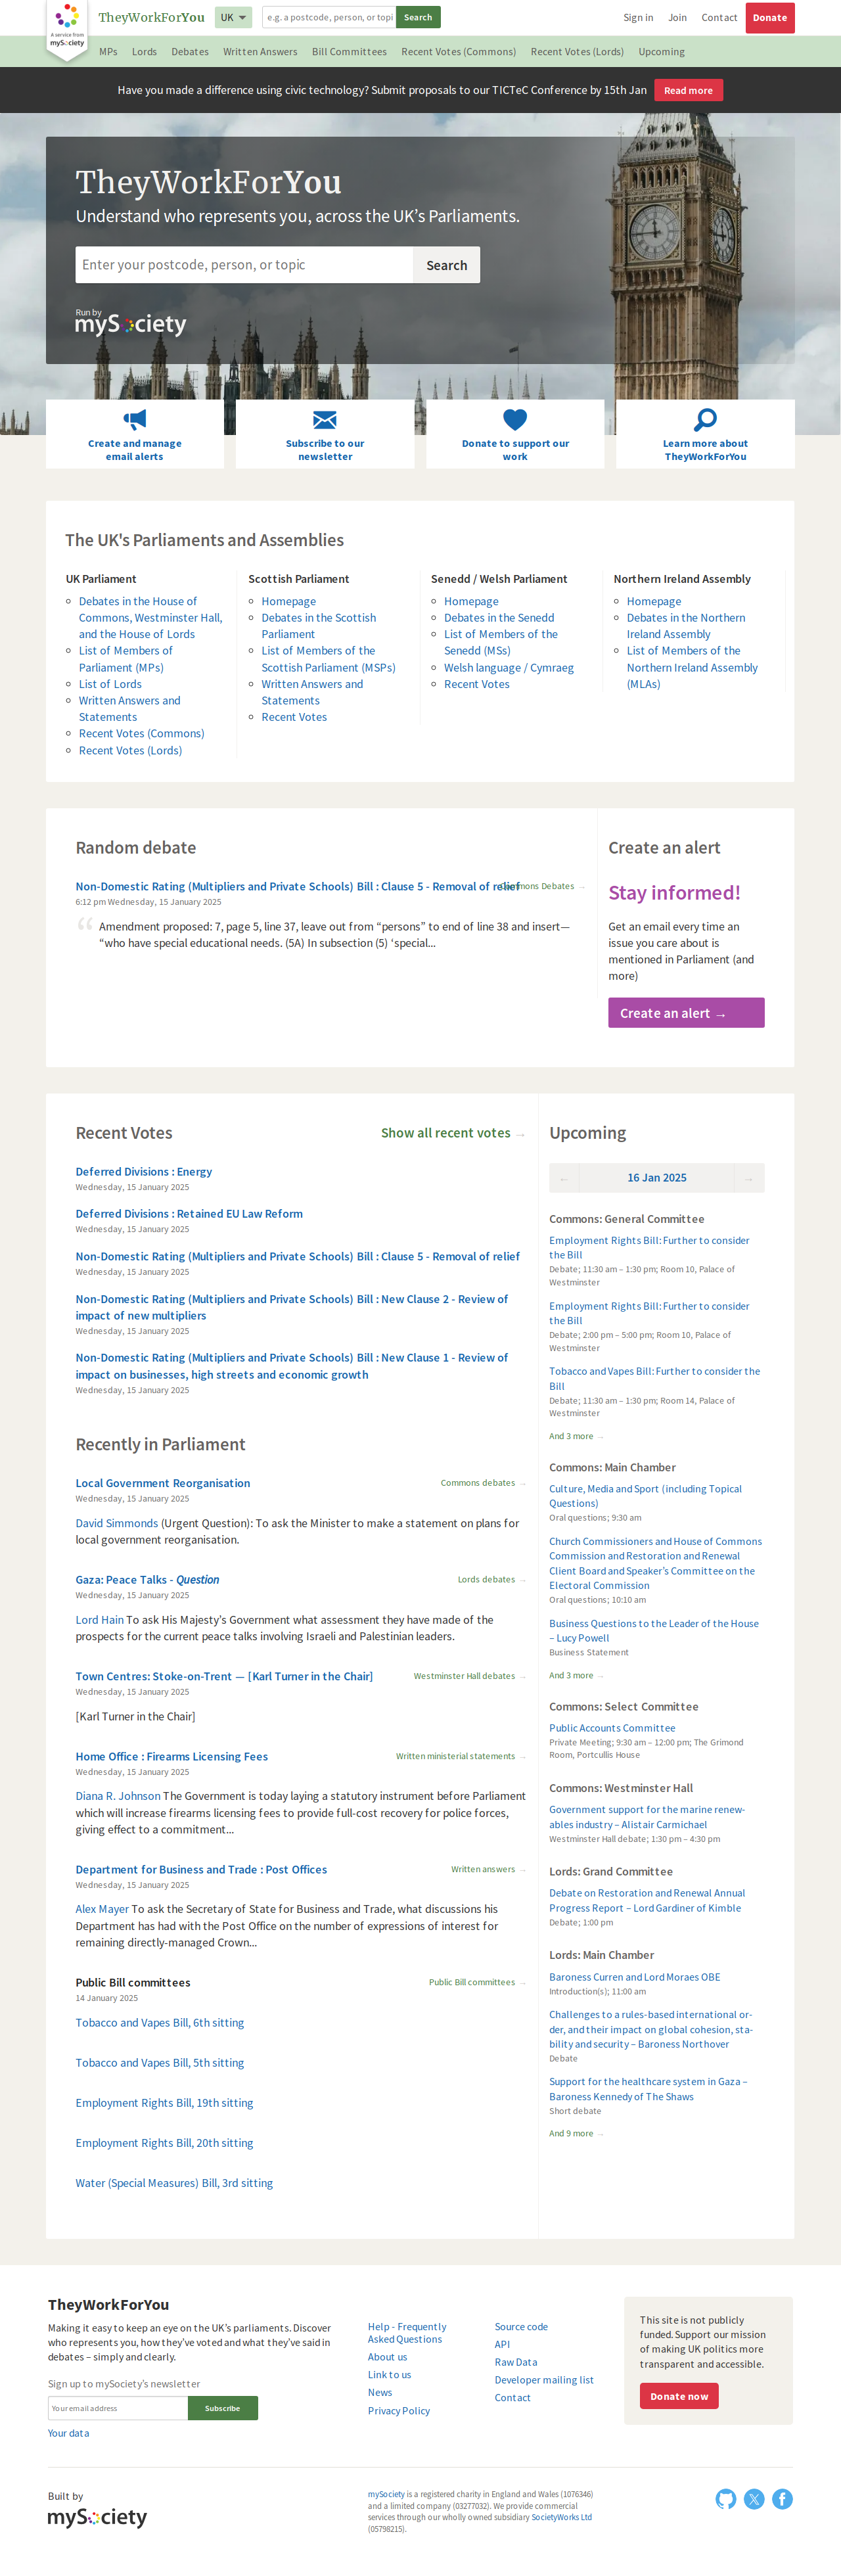 A service from
mySociety
TheyWorkForYou
UK
e.g. a postcode, person, or topi
Search
Sign in
Join
Contact
Donate
MPs
Lords
Debates
Written Answers
Bill Committees
Recent Votes (Commons)
Recent Votes (Lords)
Upcoming
Have you made a difference using civic technology? Submit proposals to our TICTeC Conference by 15th Jan
Read more
TheyWorkForYou
Understand who represents you, across the UK’s Parliaments.
Enter your postcode, person, or topic
Search
Run by
mySociety
Create and manage
email alerts
Subscribe to our
newsletter
Donate to support our
work
Learn more about
TheyWorkForYou
The UK's Parliaments and Assemblies
UK Parliament
Debates in the House of
Commons, Westminster Hall,
and the House of Lords
List of Members of
Parliament (MPs)
List of Lords
Written Answers and
Statements
Recent Votes (Commons)
Recent Votes (Lords)
Scottish Parliament
Homepage
Debates in the Scottish
Parliament
List of Members of the
Scottish Parliament (MSPs)
Written Answers and
Statements
Recent Votes
Senedd / Welsh Parliament
Homepage
Debates in the Senedd
List of Members of the
Senedd (MSs)
Welsh language / Cymraeg
Recent Votes
Northern Ireland Assembly
Homepage
Debates in the Northern
Ireland Assembly
List of Members of the
Northern Ireland Assembly
(MLAs)
Random debate
Non-Domestic Rating (Multipliers and Private Schools) Bill : Clause 5 - Removal of relief
Commons Debates →
6:12 pm Wednesday, 15 January 2025
“
Amendment proposed: 7, page 5, line 37, leave out from “persons” to end of line 38 and insert—
“who have special educational needs. (5A) In subsection (5) ‘special...
Create an alert
Stay informed!
Get an email every time an
issue you care about is
mentioned in Parliament (and
more)
Create an alert →
Recent Votes
Show all recent votes →
Deferred Divisions : Energy
Wednesday, 15 January 2025
Deferred Divisions : Retained EU Law Reform
Wednesday, 15 January 2025
Non-Domestic Rating (Multipliers and Private Schools) Bill : Clause 5 - Removal of relief
Wednesday, 15 January 2025
Non-Domestic Rating (Multipliers and Private Schools) Bill : New Clause 2 - Review of
impact of new multipliers
Wednesday, 15 January 2025
Non-Domestic Rating (Multipliers and Private Schools) Bill : New Clause 1 - Review of
impact on businesses, high streets and economic growth
Wednesday, 15 January 2025
Recently in Parliament
Local Government Reorganisation
Commons debates →
Wednesday, 15 January 2025
David Simmonds (Urgent Question): To ask the Minister to make a statement on plans for
local government reorganisation.
Gaza: Peace Talks - Question
Lords debates →
Wednesday, 15 January 2025
Lord Hain To ask His Majesty’s Government what assessment they have made of the
prospects for the current peace talks involving Israeli and Palestinian leaders.
Town Centres: Stoke-on-Trent — [Karl Turner in the Chair]
Westminster Hall debates →
Wednesday, 15 January 2025
[Karl Turner in the Chair]
Home Office : Firearms Licensing Fees
Written ministerial statements →
Wednesday, 15 January 2025
Diana R. Johnson The Government is today laying a statutory instrument before Parliament
which will increase firearms licensing fees to provide full-cost recovery for police forces,
giving effect to a commitment...
Department for Business and Trade : Post Offices
Written answers →
Wednesday, 15 January 2025
Alex Mayer To ask the Secretary of State for Business and Trade, what discussions his
Department has had with the Post Office on the number of expressions of interest for
remaining directly-managed Crown...
Public Bill committees
Public Bill committees →
14 January 2025
Tobacco and Vapes Bill, 6th sitting
Tobacco and Vapes Bill, 5th sitting
Employment Rights Bill, 19th sitting
Employment Rights Bill, 20th sitting
Water (Special Measures) Bill, 3rd sitting
Upcoming
←
16 Jan 2025
→
Commons: General Committee
Employment Rights Bill: Further to consider
the Bill
Debate; 11:30 am – 1:30 pm; Room 10, Palace of
Westminster
Employment Rights Bill: Further to consider
the Bill
Debate; 2:00 pm – 5:00 pm; Room 10, Palace of
Westminster
Tobacco and Vapes Bill: Further to consider the
Bill
Debate; 11:30 am – 1:30 pm; Room 14, Palace of
Westminster
And 3 more →
Commons: Main Chamber
Culture, Media and Sport (including Topical
Questions)
Oral questions; 9:30 am
Church Commissioners and House of Commons
Commission and Restoration and Renewal
Client Board and Speaker’s Committee on the
Electoral Commission
Oral questions; 10:10 am
Business Questions to the Leader of the House
– Lucy Powell
Business Statement
And 3 more →
Commons: Select Committee
Public Accounts Committee
Private Meeting; 9:30 am – 12:00 pm; The Grimond
Room, Portcullis House
Commons: Westminster Hall
Government support for the marine renew-
ables industry – Alistair Carmichael
Westminster Hall debate; 1:30 pm – 4:30 pm
Lords: Grand Committee
Debate on Restoration and Renewal Annual
Progress Report – Lord Gardiner of Kimble
Debate; 1:00 pm
Lords: Main Chamber
Baroness Curren and Lord Moraes OBE
Introduction(s); 11:00 am
Challenges to a rules-based international or-
der, and their impact on global cohesion, sta-
bility and security – Baroness Northover
Debate
Support for the healthcare system in Gaza –
Baroness Kennedy of The Shaws
Short debate
And 9 more →
TheyWorkForYou
Making it easy to keep an eye on the UK’s parliaments. Discover
who represents you, how they’ve voted and what they’ve said in
debates – simply and clearly.
Sign up to mySociety’s newsletter
Your email address
Subscribe
Your data
Help - Frequently
Asked Questions
About us
Link to us
News
Privacy Policy
Source code
API
Raw Data
Developer mailing list
Contact
This site is not publicly
funded. Support our mission
of making UK politics more
transparent and accessible.
Donate now
Built by
mySociety
mySociety is a registered charity in England and Wales (1076346)
and a limited company (03277032). We provide commercial
services through our wholly owned subsidiary SocietyWorks Ltd
(05798215).